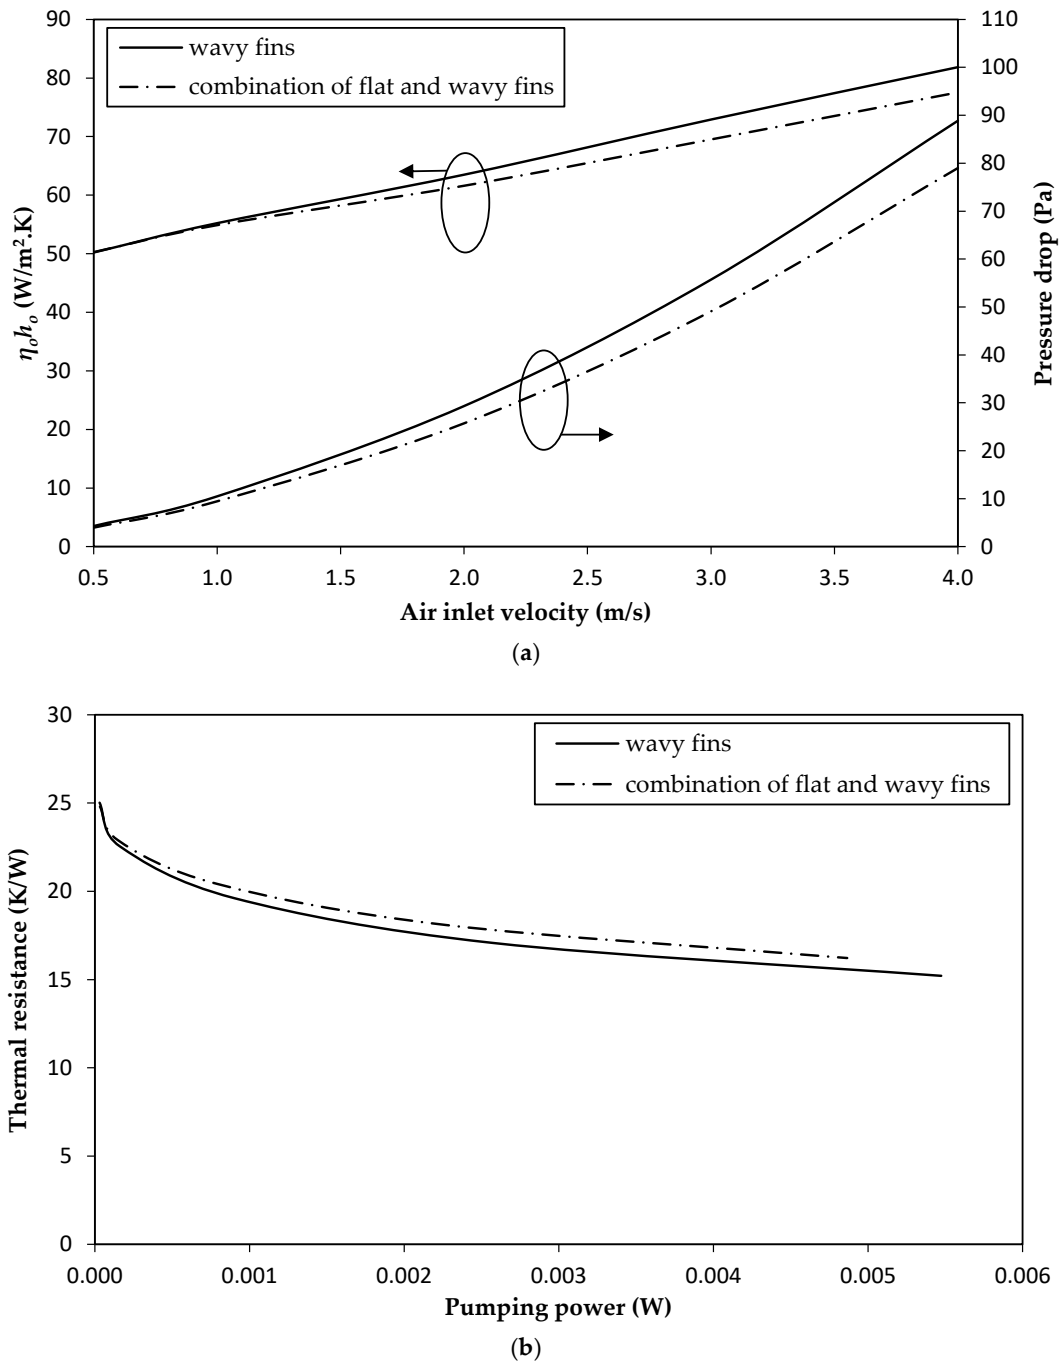 wavy fins
combination of flat and wavy fins
90
80
70
60
50
40
30
20
10
0
ηₒhₒ (W/m².K)
110
100
90
80
70
60
50
40
30
20
10
0
Pressure drop (Pa)
0.5 1.0 1.5 2.0 2.5 3.0 3.5 4.0
Air inlet velocity (m/s)
(a)
wavy fins
combination of flat and wavy fins
30
25
20
15
10
5
0
Thermal resistance (K/W)
0.000 0.001 0.002 0.003 0.004 0.005 0.006
Pumping power (W)
(b)